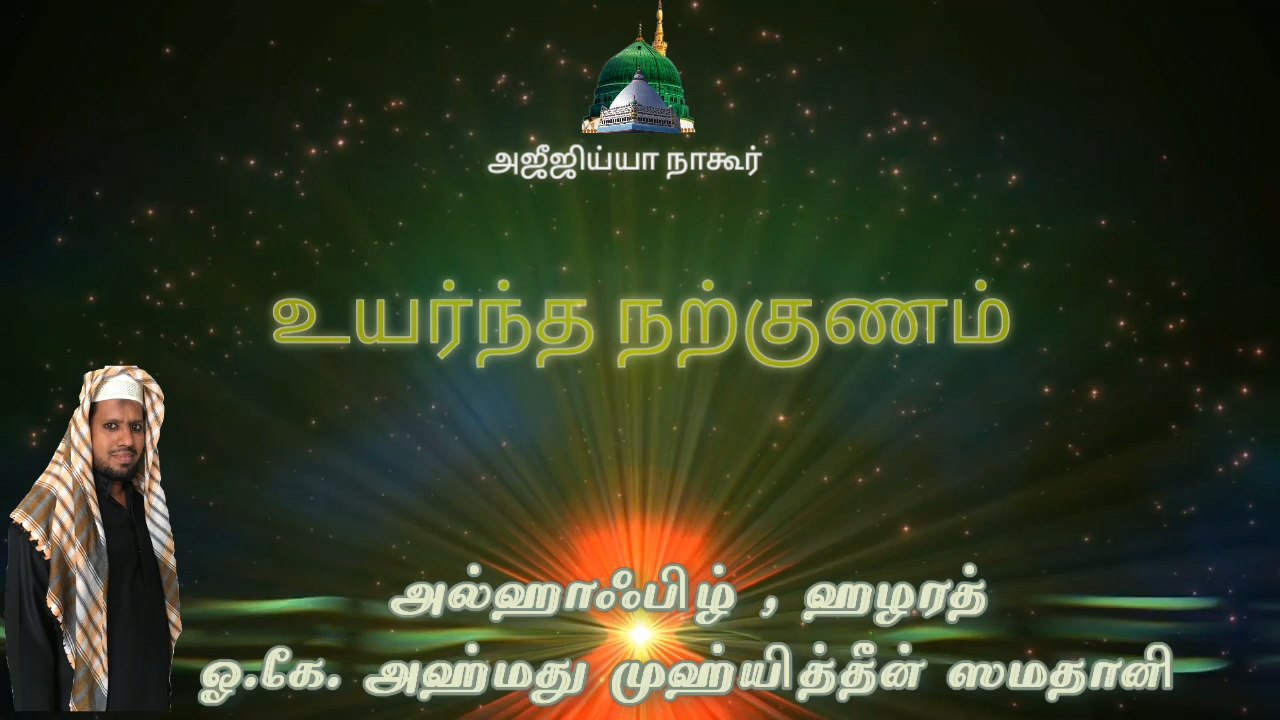 அஜீஜிய்யா நாகூர்
உயர்ந்த நற்குணம்
அல்ஹாஃபிழ் , ஹழரத்
ஓ.கே. அஹ்மது முஹ்யித்தீன் ஸமதானி